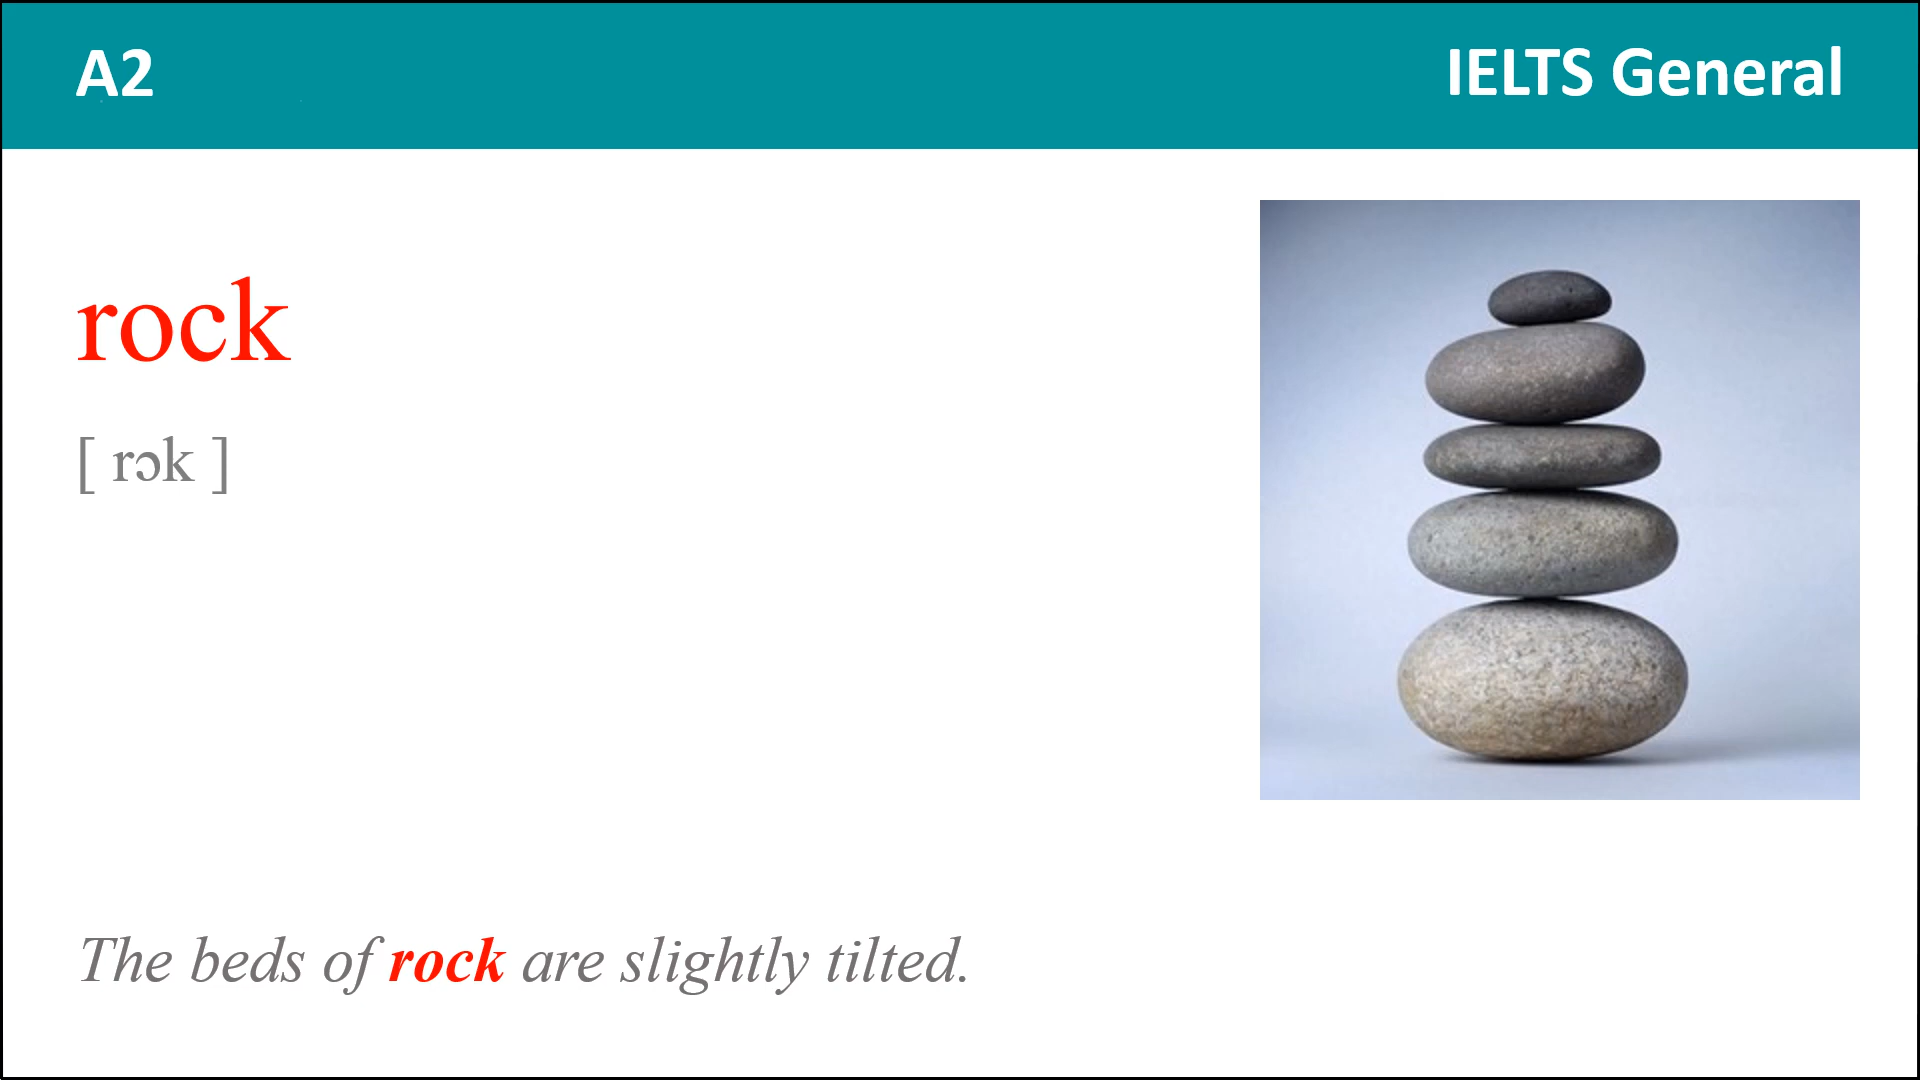 A2
IELTS General
rock
[ rɔk ]
The beds of rock are slightly tilted.